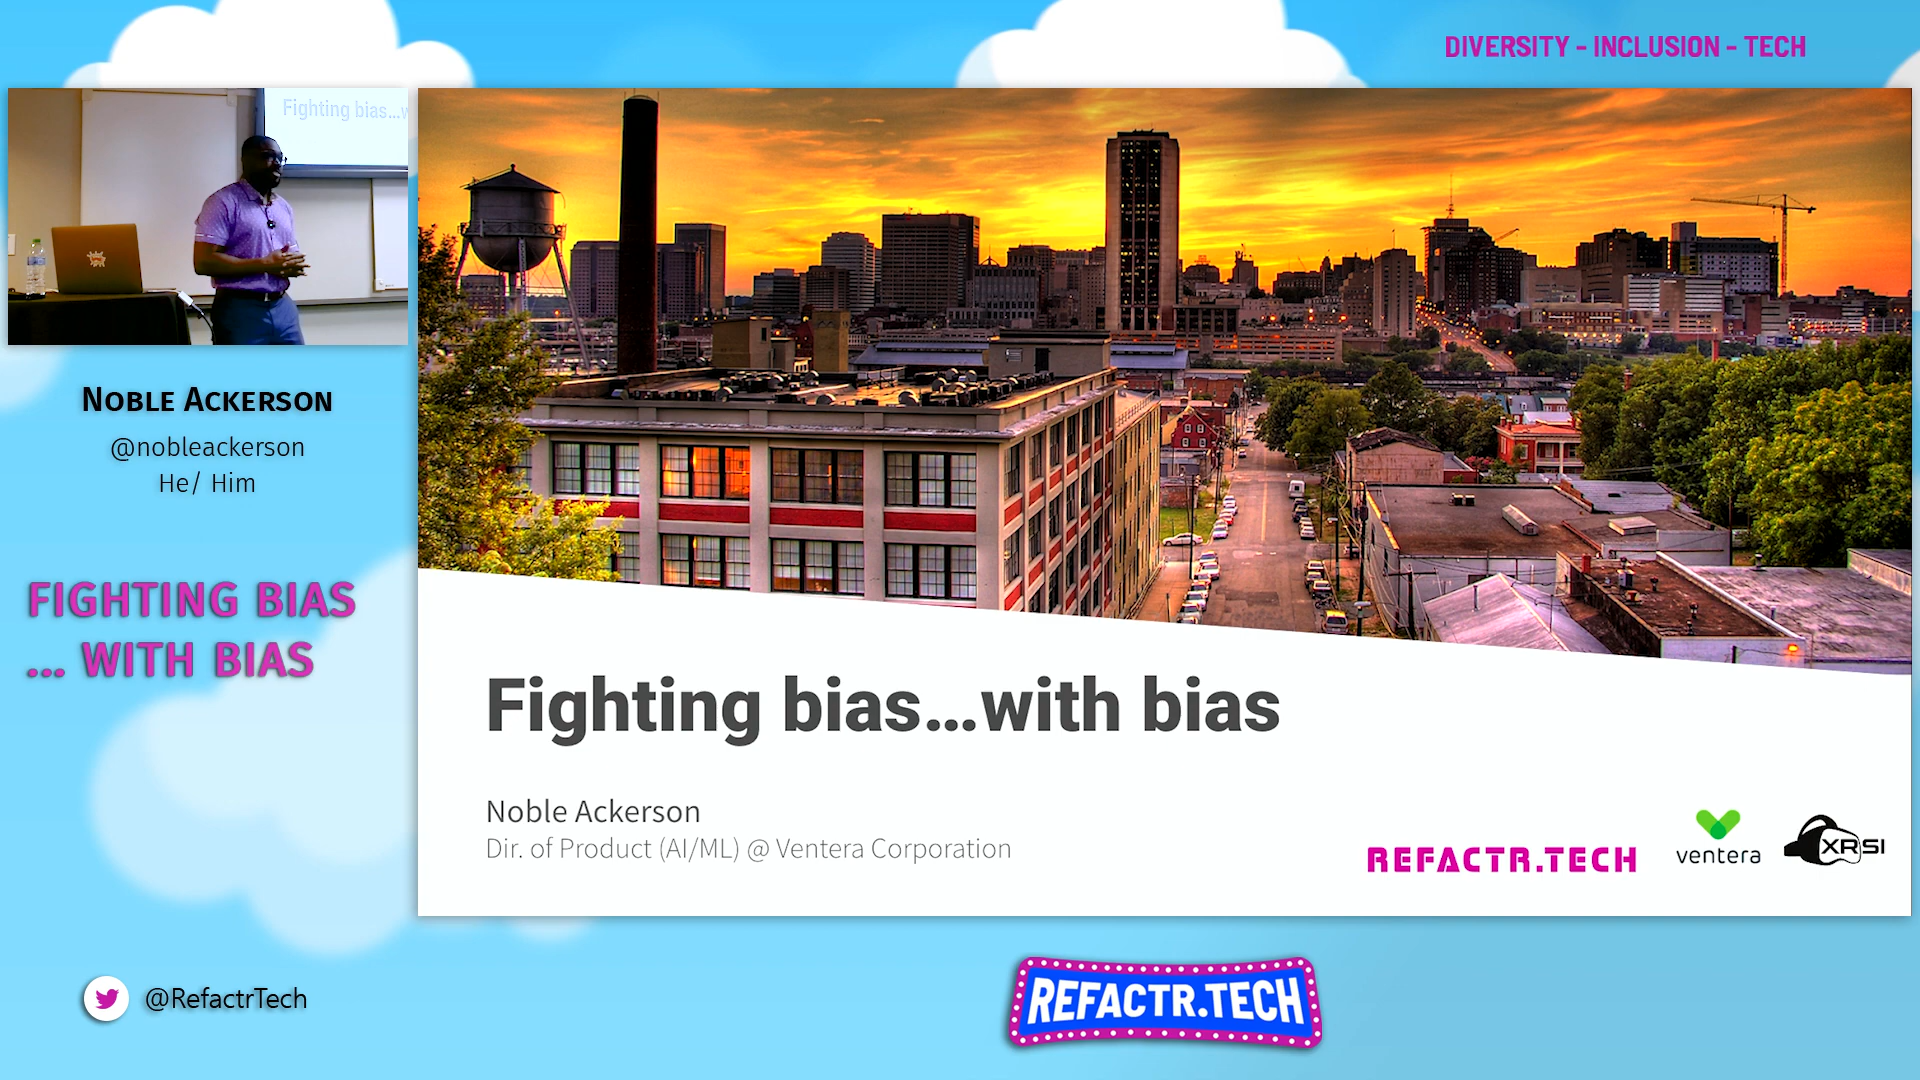 DIVERSITY - INCLUSION - TECH
Fighting bias...w
NOBLE ACKERSON
@nobleackerson
He/ Him
FIGHTING BIAS
... WITH BIAS
@RefactrTech
Fighting bias...with bias
Noble Ackerson
Dir. of Product (AI/ML) @ Ventera Corporation
REFACTR.TECH
ventera
XRSI
REFACTR.TECH